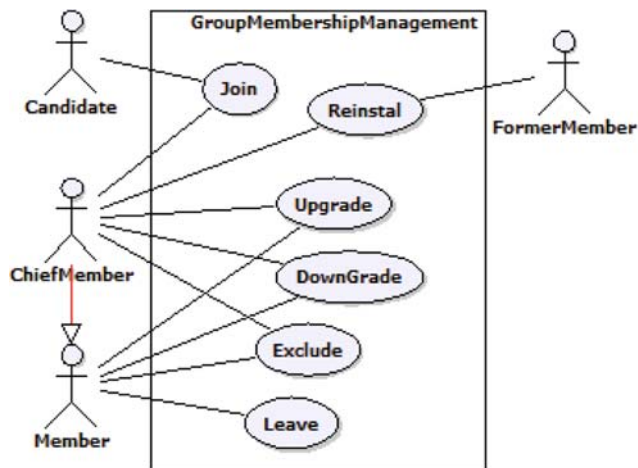 GroupMembershipManagement
Candidate
Join
Reinstal
FormerMember
ChiefMember
Upgrade
DownGrade
Exclude
Member
Leave